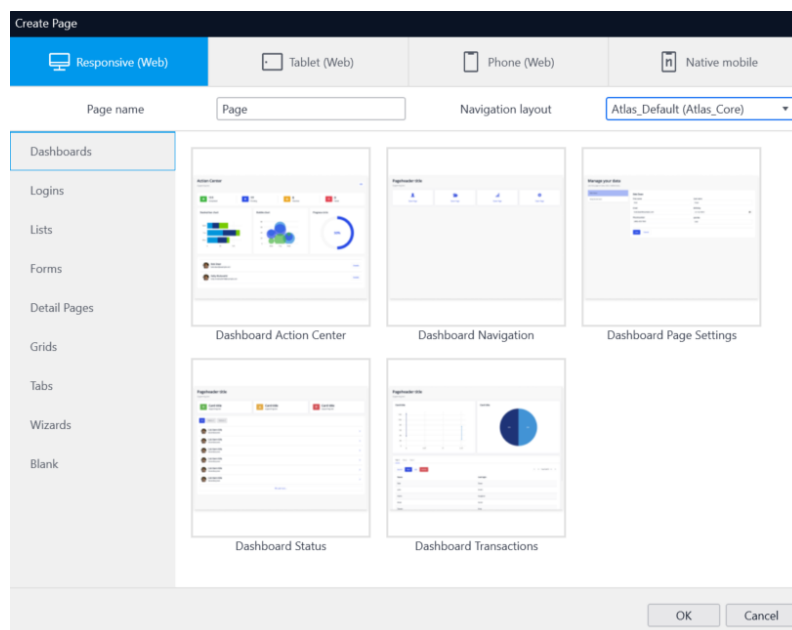 Create Page
Responsive (Web)
Tablet (Web)
Phone (Web)
Native mobile
Page name
Page
Navigation layout
Atlas_Default (Atlas_Core)
Dashboards
Logins
Lists
Forms
Detail Pages
Grids
Tabs
Wizards
Blank
Action Center
Dashboard Action Center
Pageheader title
Dashboard Navigation
Manage your data
Dashboard Page Settings
Pageheader title
Dashboard Status
Pageheader title
Dashboard Transactions
OK
Cancel